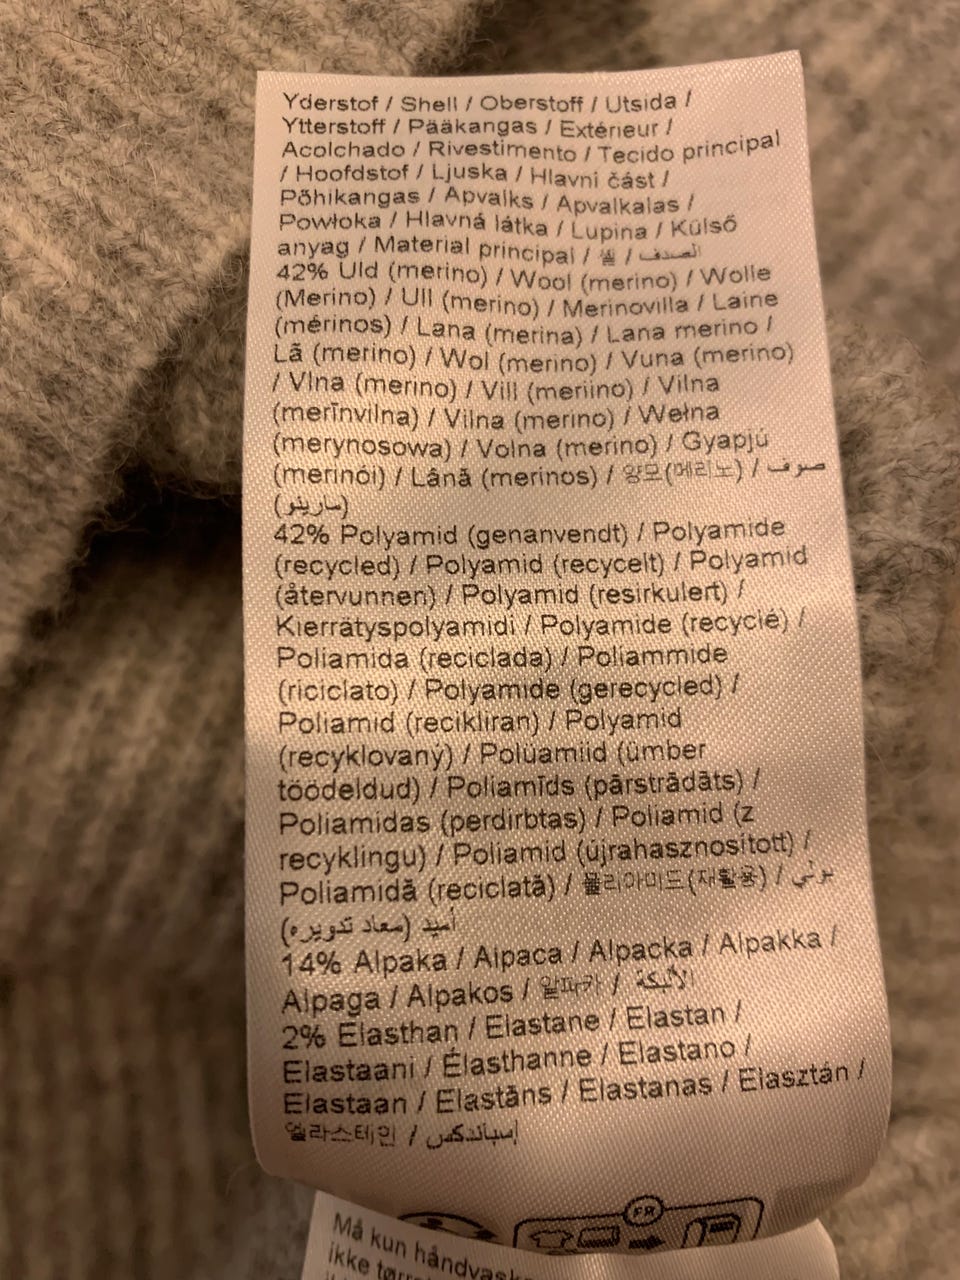 Yderstof / Shell / Oberstoff / Utsida /
Ytterstoff / Pääkangas / Extérieur /
Acolchado / Rivestimento / Tecido principal
/ Hoofdstof / Ljuska / Hlavní část /
Põhikangas / Apvalks / Apvalkalas /
Powłoka / Hlavná látka / Lupina / Külső
anyag / Material principal / 쉘 / الصدف
42% Uld (merino) / Wool (merino) / Wolle
(Merino) / Ull (merino) / Merinovilla / Laine
(mérinos) / Lana (merina) / Lana merino /
Lã (merino) / Wol (merino) / Vuna (merino)
/ Vlna (merino) / Vill (meriino) / Vilna
(merīnvilna) / Vilna (merino) / Wełna
(merynosowa) / Volna (merino) / Gyapjú
(merinói) / Lână (merinos) / 양모(메리노) / صوف
(مارينو)
42% Polyamid (genanvendt) / Polyamide
(recycled) / Polyamid (recycelt) / Polyamid
(återvunnen) / Polyamid (resirkulert) /
Kierrätyspolyamidi / Polyamide (recyclé) /
Poliamida (reciclada) / Poliammide
(riciclato) / Polyamide (gerecycled) /
Poliamid (recikliran) / Polyamid
(recyklovaný) / Polüamiid (ümber
töödeldud) / Poliamīds (pārstrādāts) /
Poliamidas (perdirbtas) / Poliamid (z
recyklingu) / Poliamid (újrahasznosított) /
Poliamidă (reciclată) / 폴리아미드(재활용) / بولي
أميد (معاد تدويره)
14% Alpaka / Alpaca / Alpacka / Alpakka /
Alpaga / Alpakos / 알파카 / الألبكة
2% Elasthan / Elastane / Elastan /
Elastaani / Élasthanne / Elastano /
Elastaan / Elastāns / Elastanas / Elasztán /
엘라스테인 / إسباندكس
FR
Må kun håndvaske
ikke